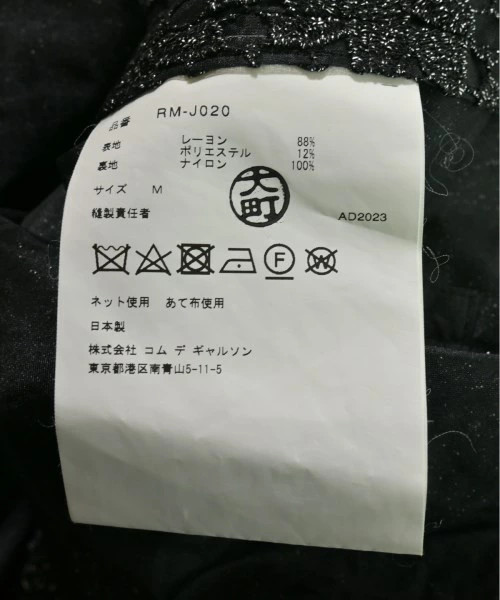 品番 RM-J020
表地 レーヨン 88%
ポリエステル 12%
裏地 ナイロン 100%
サイズ M
縫製責任者 大町
AD2023
F W
ネット使用 あて布使用
日本製
株式会社 コム デ ギャルソン
東京都港区南青山5-11-5